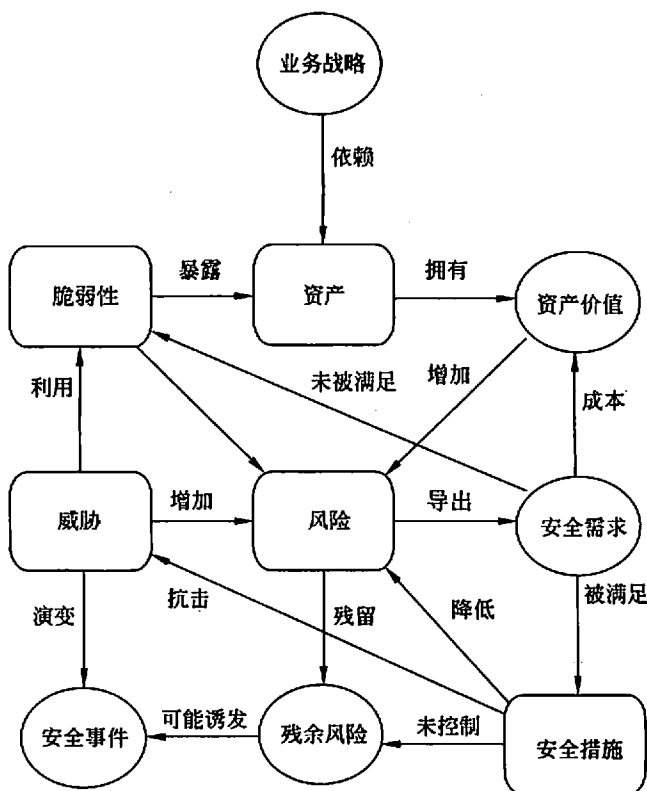 业务战略
依赖
脆弱性
暴露
资产
拥有
资产价值
利用
未被满足
增加
成本
威胁
增加
风险
导出
安全需求
演变
抗击
残留
降低
被满足
安全事件
可能诱发
残余风险
未控制
安全措施